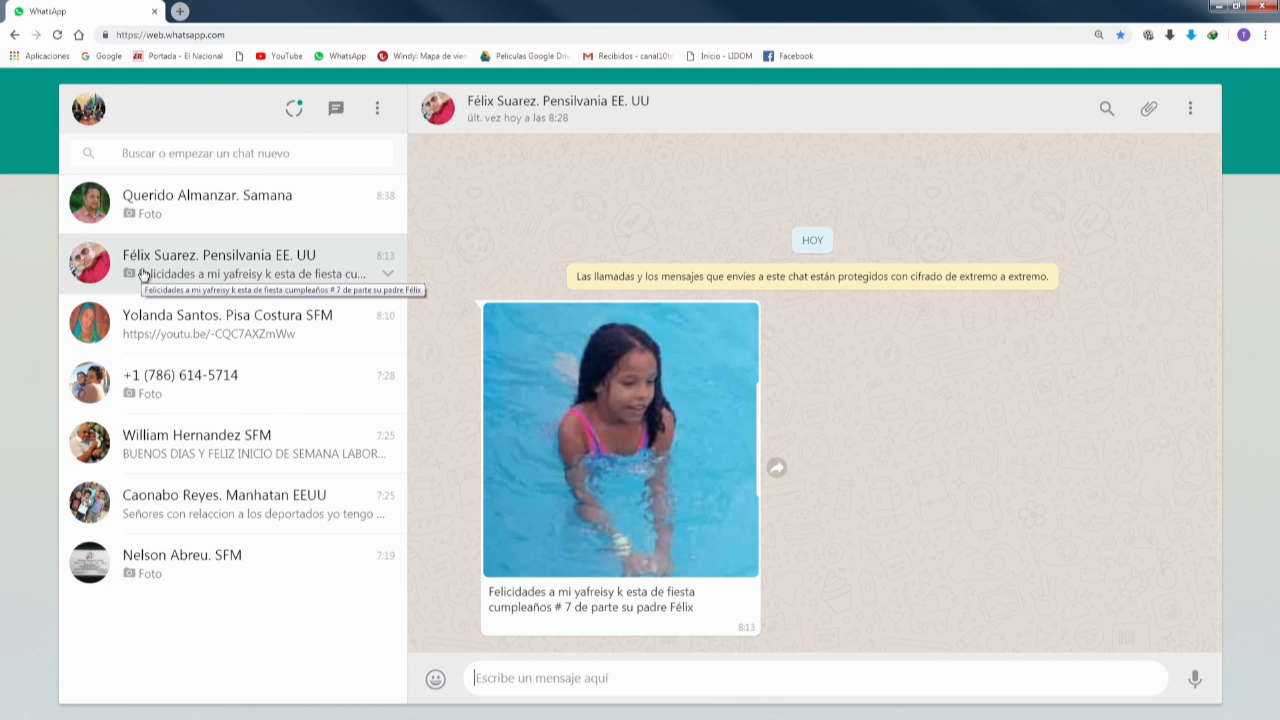 WhatsApp
https://web.whatsapp.com
Aplicaciones
Google
Portada - El Nacional
YouTube
WhatsApp
Windy: Mapa de vien
Peliculas Google Driv
Recibidos - canal10te
Inicio - LIDOM
Facebook
Félix Suarez. Pensilvania EE. UU
últ. vez hoy a las 8:28
Buscar o empezar un chat nuevo
Querido Almanzar. Samana
8:38
Foto
Félix Suarez. Pensilvania EE. UU
8:13
Felicidades a mi yafreisy k esta de fiesta cu...
Felicidades a mi yafreisy k esta de fiesta cumpleaños # 7 de parte su padre Félix
Yolanda Santos. Pisa Costura SFM
8:10
https://youtu.be/-CQC7AXZmWw
+1 (786) 614-5714
7:28
Foto
William Hernandez SFM
7:25
BUENOS DIAS Y FELIZ INICIO DE SEMANA LABOR...
Caonabo Reyes. Manhatan EEUU
7:25
Señores con relaccion a los deportados yo tengo ...
Nelson Abreu. SFM
7:19
Foto
HOY
Las llamadas y los mensajes que envíes a este chat están protegidos con cifrado de extremo a extremo.
Felicidades a mi yafreisy k esta de fiesta
cumpleaños # 7 de parte su padre Félix
8:13
Escribe un mensaje aquí